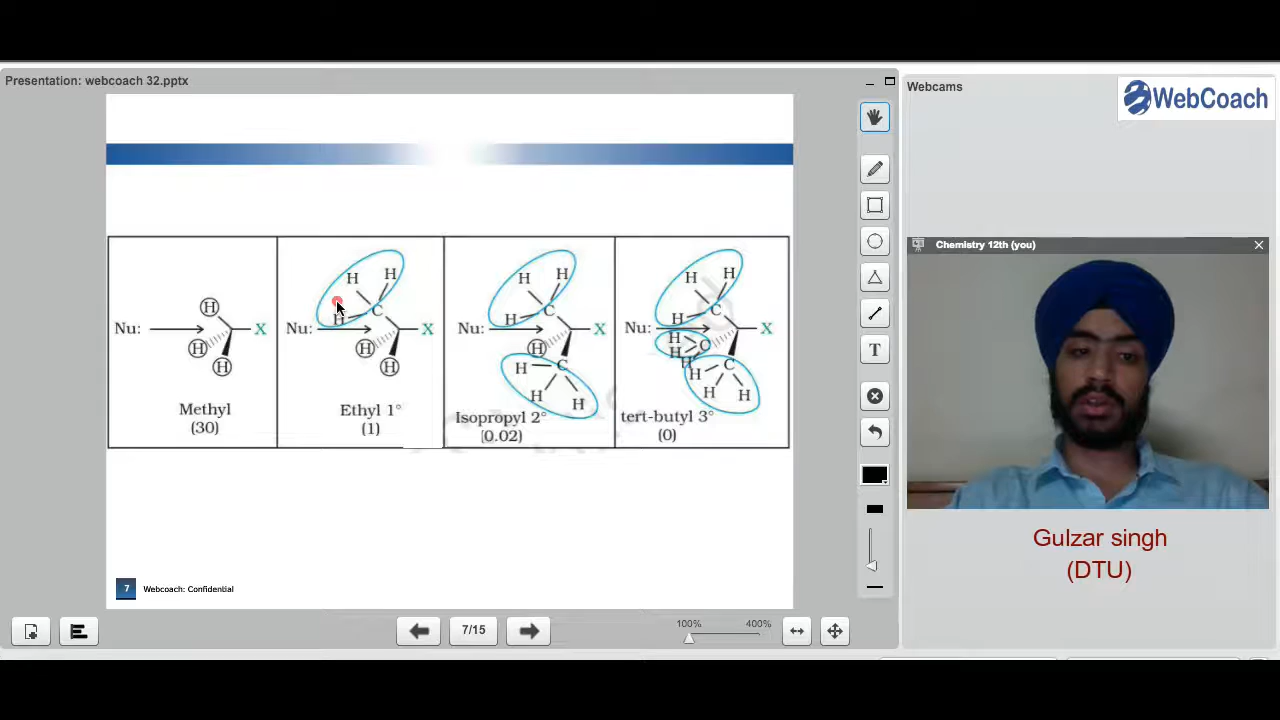 Presentation: webcoach 32.pptx
Webcams
WebCoach
Chemistry 12th (you)
H H H H H H
H C H C H C
Nu: H X Nu: X Nu: X Nu: X
H H H H H C
H H H C H C
H H H H H
Methyl
(30)
Ethyl 1°
(1)
Isopropyl 2°
(0.02)
tert-butyl 3°
(0)
T
Gulzar singh
(DTU)
7 Webcoach: Confidential
7/15
100% 400%